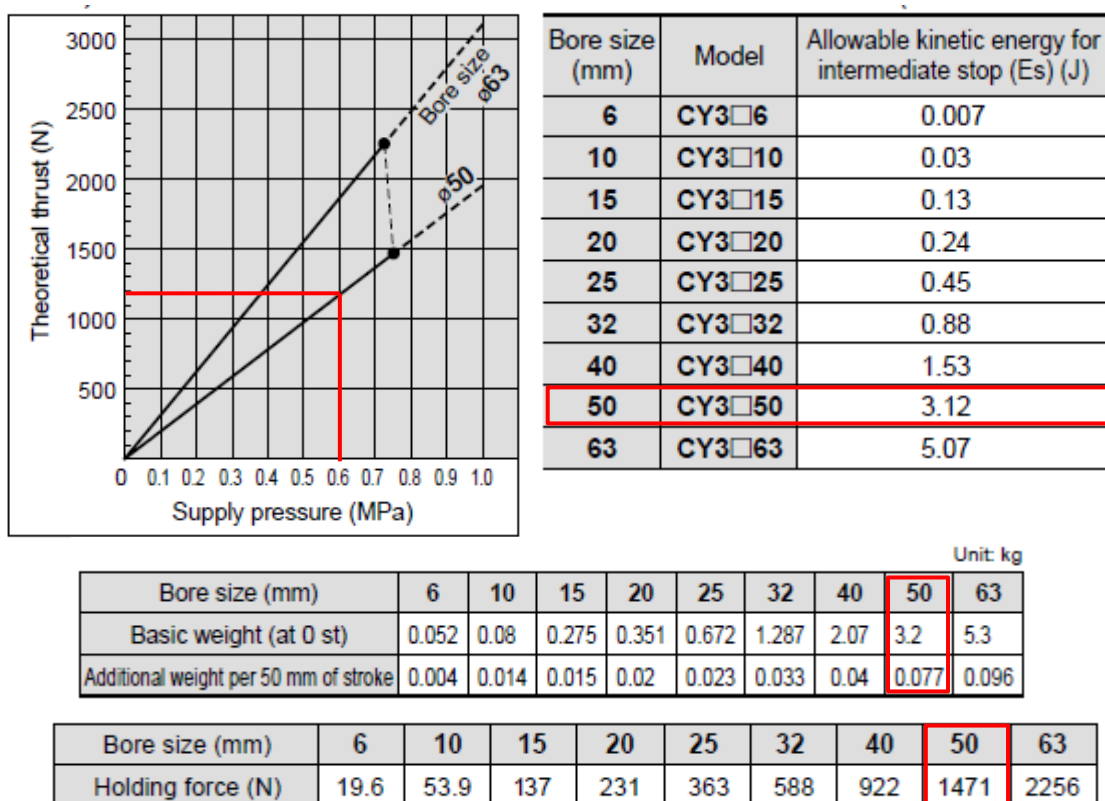 3000
2500
2000
1500
1000
500
0 0.1 0.2 0.3 0.4 0.5 0.6 0.7 0.8 0.9 1.0
Theoretical thrust (N)
Supply pressure (MPa)
Bore size
ø63
ø50
Bore size (mm) Model Allowable kinetic energy for
intermediate stop (Es) (J)
6 CY3□6 0.007
10 CY3□10 0.03
15 CY3□15 0.13
20 CY3□20 0.24
25 CY3□25 0.45
32 CY3□32 0.88
40 CY3□40 1.53
50 CY3□50 3.12
63 CY3□63 5.07
Unit: kg
Bore size (mm) 6 10 15 20 25 32 40 50 63
Basic weight (at 0 st) 0.052 0.08 0.275 0.351 0.672 1.287 2.07 3.2 5.3
Additional weight per 50 mm of stroke 0.004 0.014 0.015 0.02 0.023 0.033 0.04 0.077 0.096
Bore size (mm) 6 10 15 20 25 32 40 50 63
Holding force (N) 19.6 53.9 137 231 363 588 922 1471 2256